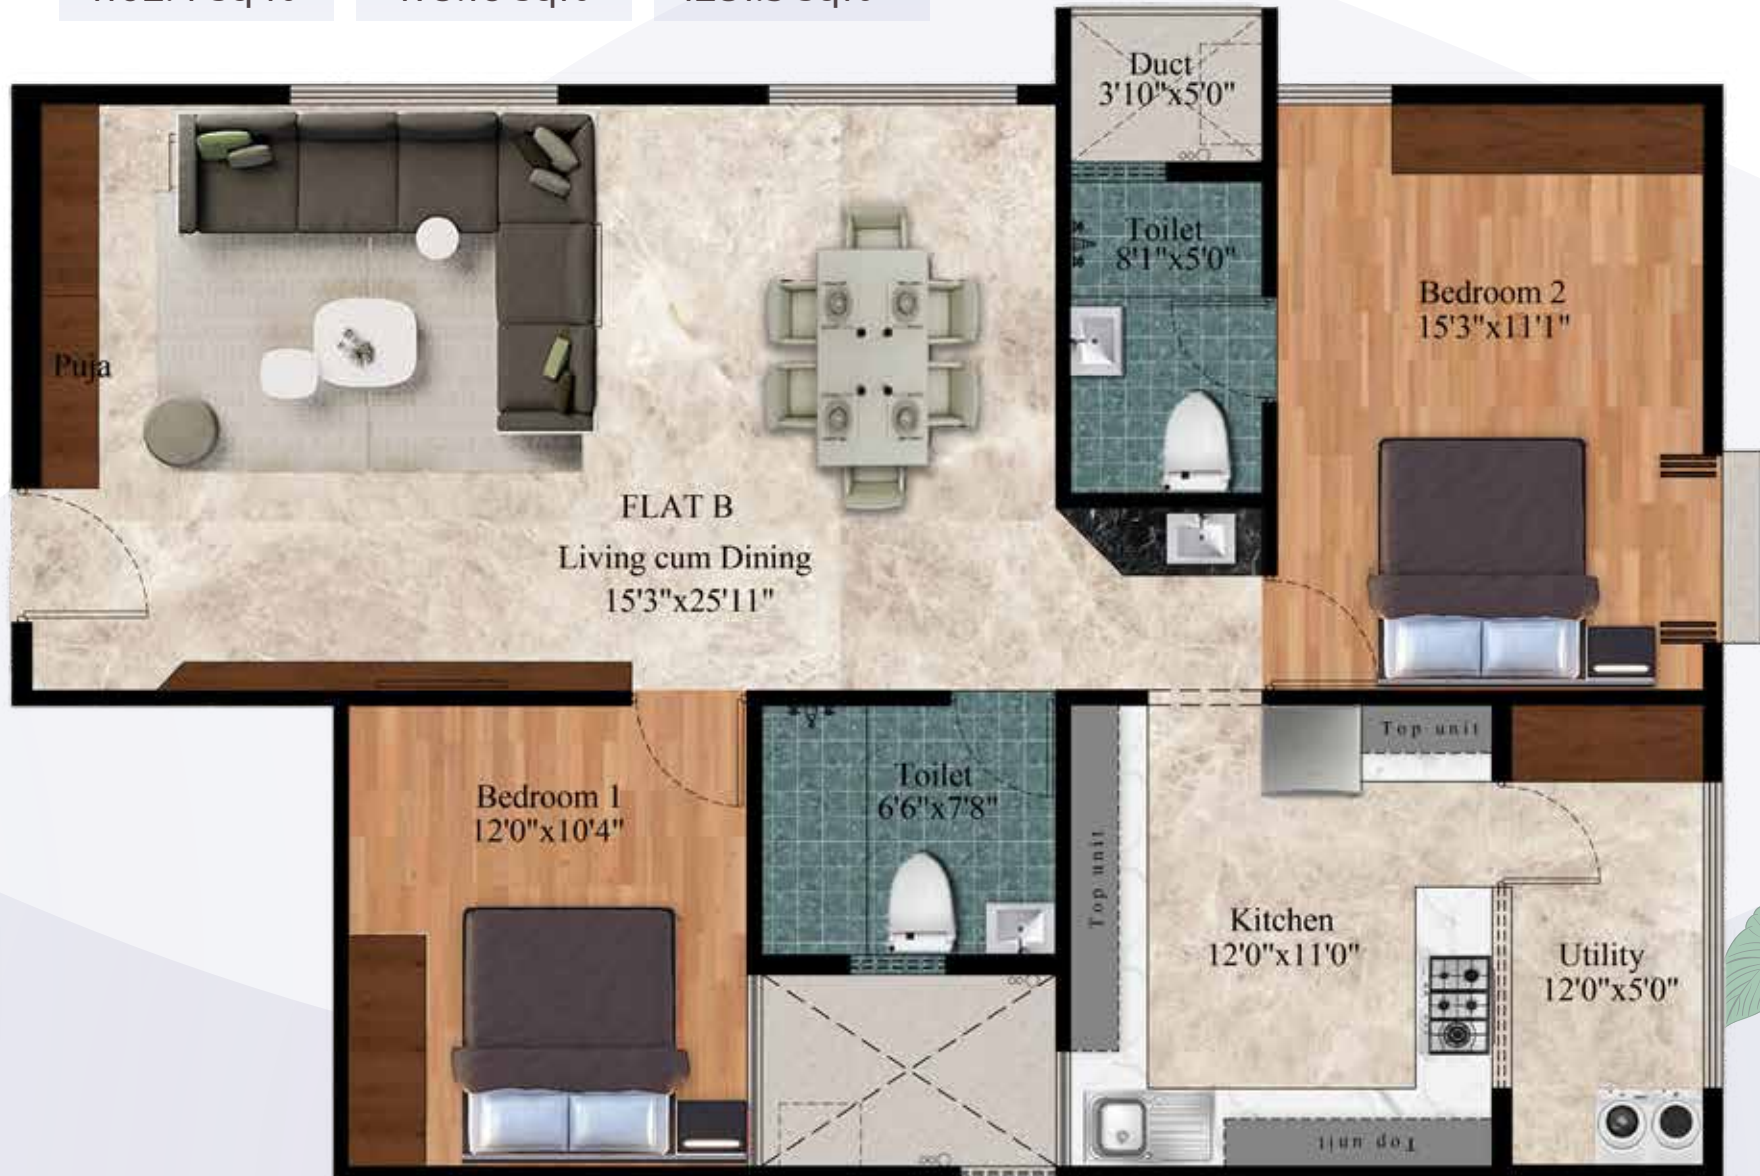 Duct
3'10"x5'0"
Toilet
8'1"x5'0"
Bedroom 2
15'3"x11'1"
Puja
FLAT B
Living cum Dining
15'3"x25'11"
Top unit
Bedroom 1
12'0"x10'4"
Toilet
6'6"x7'8"
Top unit
Kitchen
12'0"x11'0"
Utility
12'0"x5'0"
Top unit